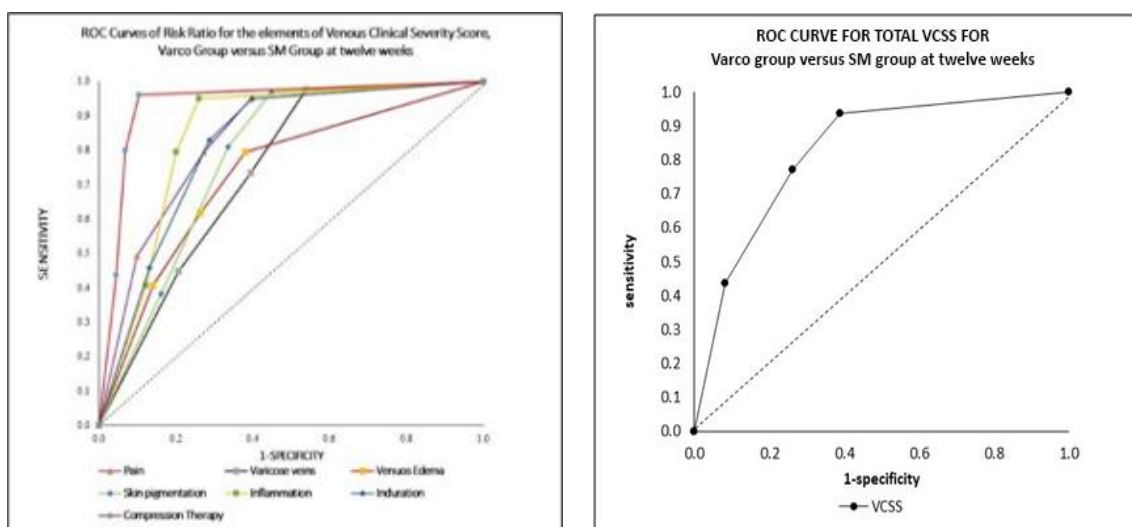 ROC Curves of Risk Ratio for the elements of Venous Clinical Severity Score,
Varco Group versus SM Group at twelve weeks
SENSITIVITY
1.0
0.9
0.8
0.7
0.6
0.5
0.4
0.3
0.2
0.1
0.0
0.0 0.2 0.4 0.6 0.8 1.0
1-SPECIFICITY
Pain Varicose veins Venuos Edema
Skin pigmentation Inflammation Induration
Compression Therapy
ROC CURVE FOR TOTAL VCSS FOR
Varco group versus SM group at twelve weeks
sensitivity
1.0
0.9
0.8
0.7
0.6
0.5
0.4
0.3
0.2
0.1
0.0
0.0 0.2 0.4 0.6 0.8 1.0
1-specificity
VCSS